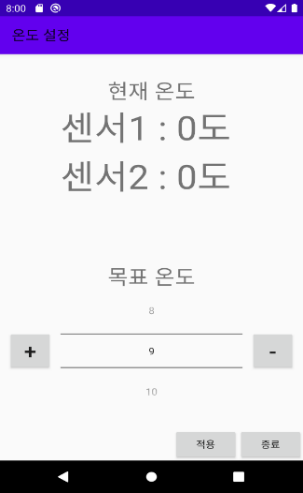 8:00
온도 설정
현재 온도
센서1 : 0도
센서2 : 0도
목표 온도
8
+ 9 -
10
적용 종료